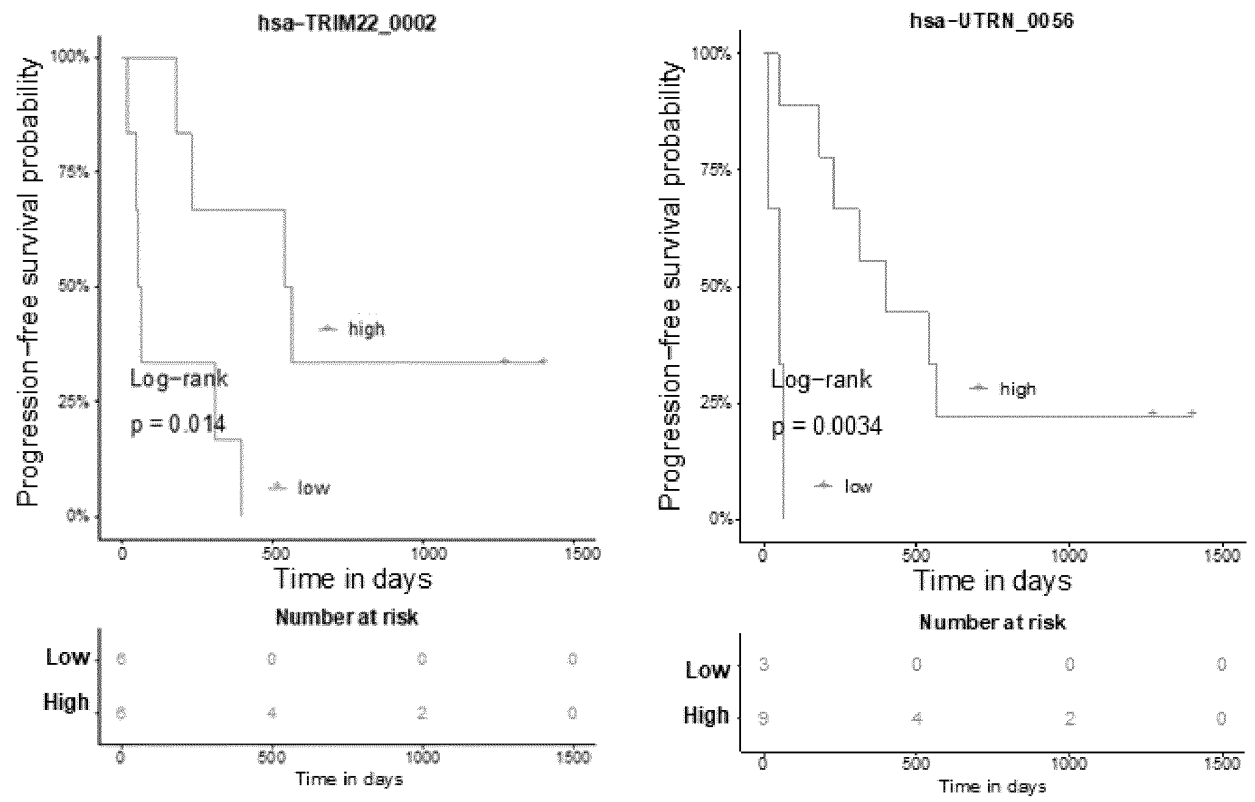 hsa-TRIM22_0002
Progression-free survival probability
100%
75%
50%
25%
0%
high
Log-rank
p = 0.014
low
0 500 1000 1500
Time in days
Number at risk
Low 6 0 0 0
High 6 4 2 0
0 500 1000 1500
Time in days
hsa-UTRN_0056
Progression-free survival probability
100%
75%
50%
25%
0%
Log-rank
high
p = 0.0034
low
0 500 1000 1500
Time in days
Number at risk
Low 3 0 0 0
High 9 4 2 0
0 500 1000 1500
Time in days